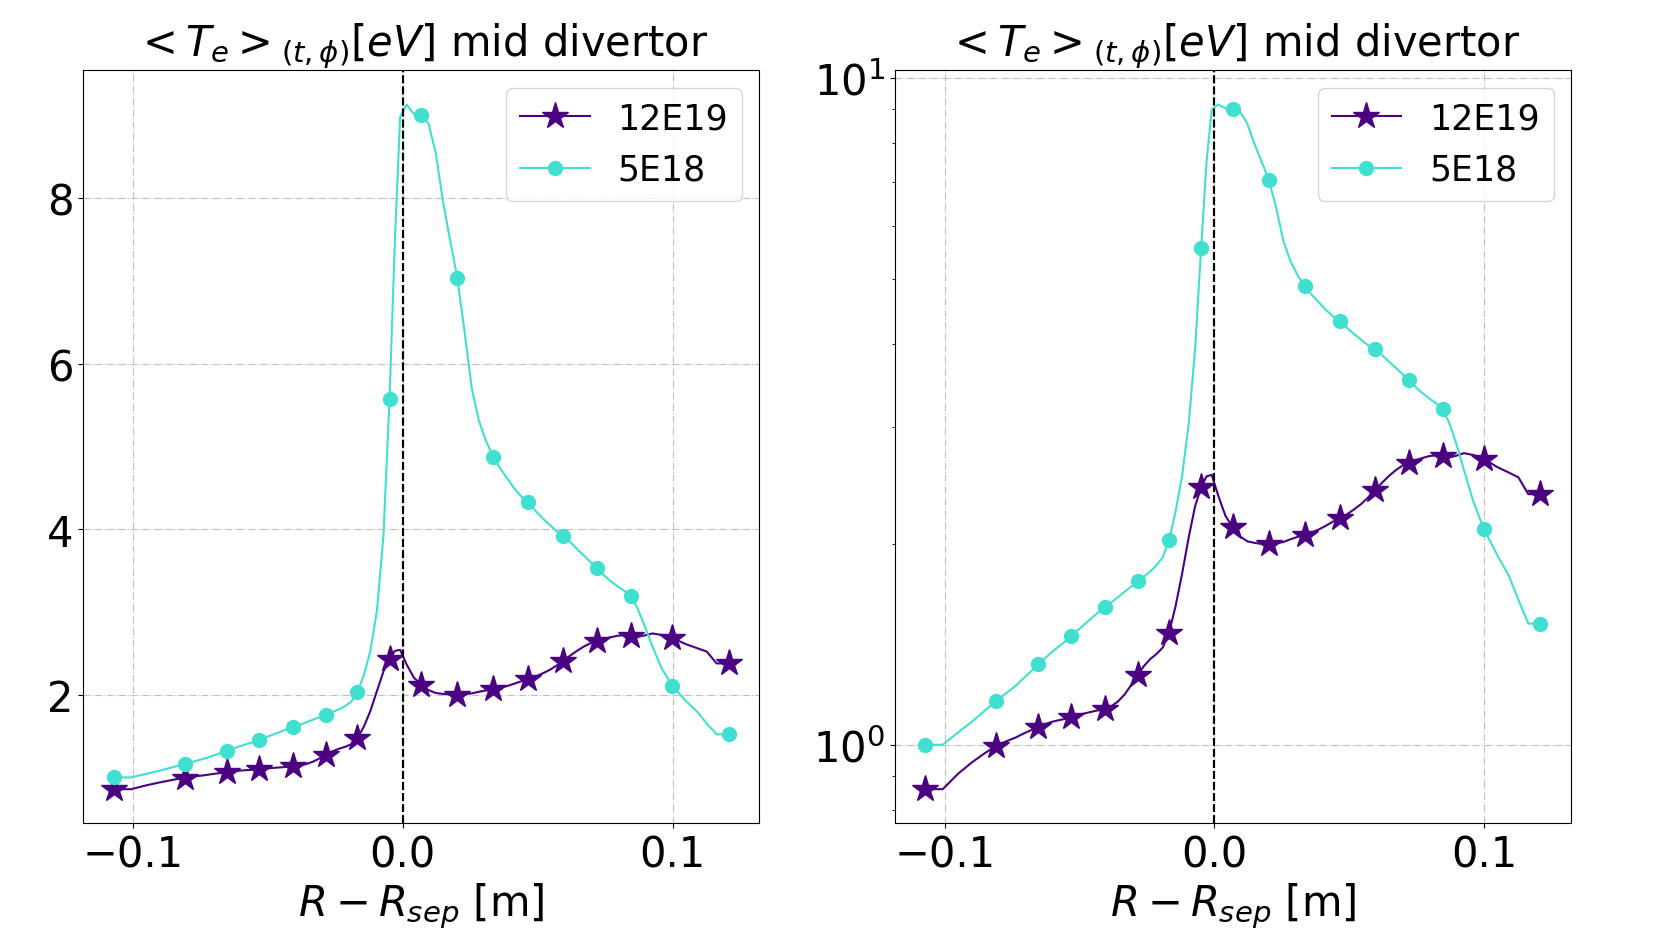 < T_e >_(t, ϕ)[eV] mid divertor
12E19
5E18
8
6
4
2
−0.1
0.0
0.1
R − R_sep [m]
< T_e >_(t, ϕ)[eV] mid divertor
12E19
5E18
10^1
10^0
−0.1
0.0
0.1
R − R_sep [m]